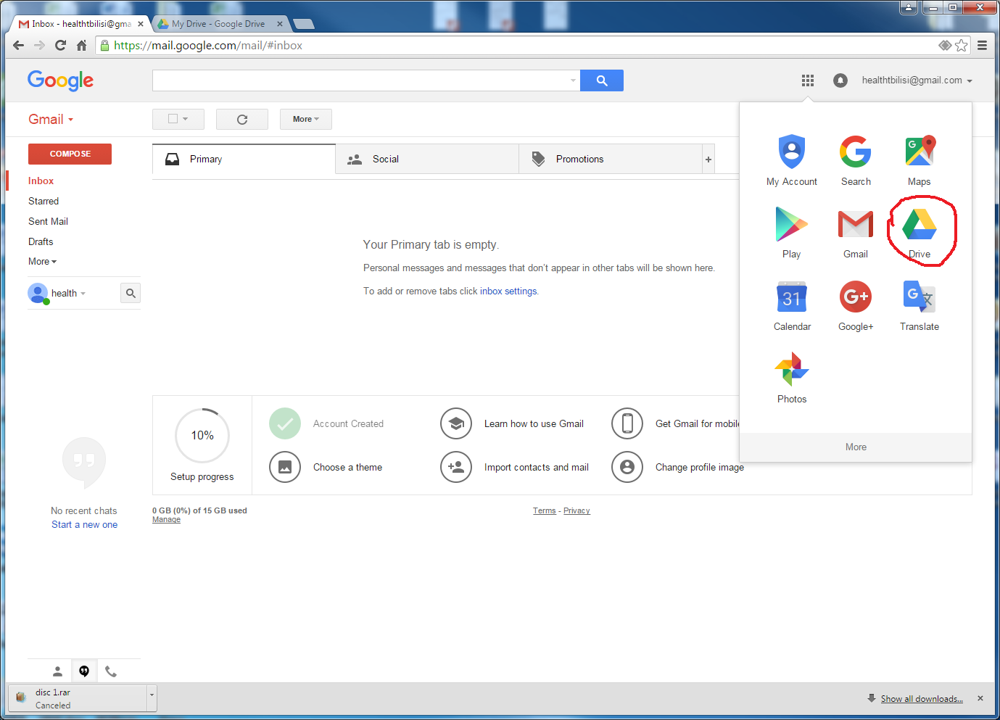 Inbox - healthtbilisi@gma
My Drive - Google Drive
https://mail.google.com/mail/#inbox
Google
healthtbilisi@gmail.com
Gmail
More
COMPOSE
Primary
Social
Promotions
+
Inbox
Starred
Sent Mail
Drafts
More
health
Your Primary tab is empty.
Personal messages and messages that don't appear in other tabs will be shown here.
To add or remove tabs click inbox settings.
My Account
Search
Maps
Play
Gmail
Drive
31
Calendar
G+
Google+
G
Translate
Photos
More
10%
Setup progress
Account Created
Learn how to use Gmail
Get Gmail for mobile
Choose a theme
Import contacts and mail
Change profile image
No recent chats
Start a new one
0 GB (0%) of 15 GB used
Manage
Terms - Privacy
disc 1.rar
Canceled
Show all downloads...